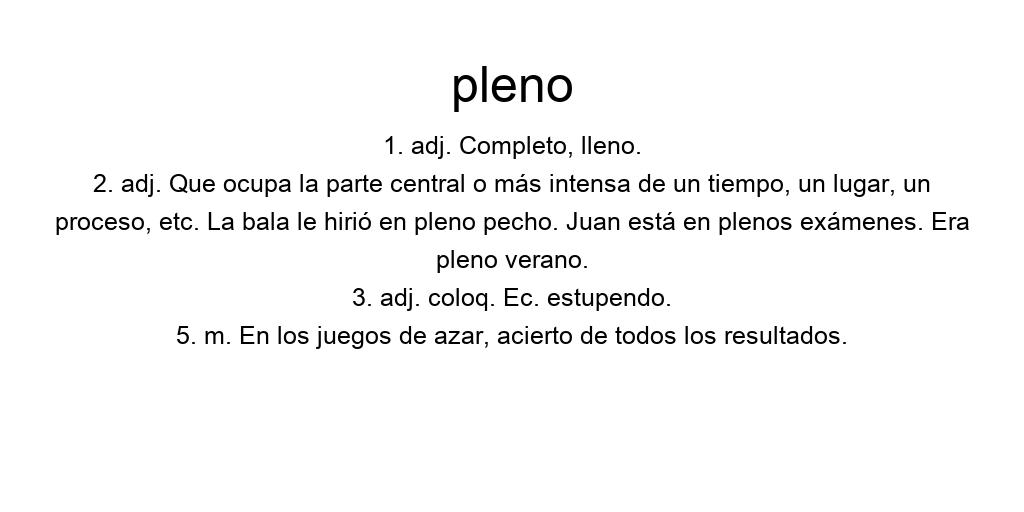 pleno
1. adj. Completo, lleno.
2. adj. Que ocupa la parte central o más intensa de un tiempo, un lugar, un
proceso, etc. La bala le hirió en pleno pecho. Juan está en plenos exámenes. Era
pleno verano.
3. adj. coloq. Ec. estupendo.
5. m. En los juegos de azar, acierto de todos los resultados.